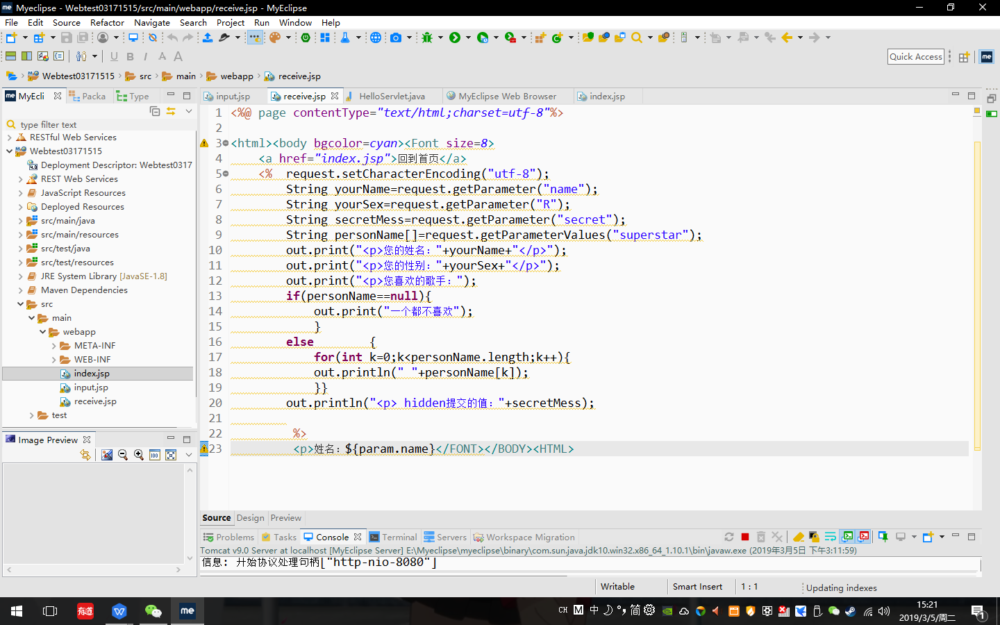 Myeclipse - Webtest03171515/src/main/webapp/receive.jsp - MyEclipse
File Edit Source Refactor Navigate Search Project Run Window Help
Quick Access
Webtest03171515 src main webapp receive.jsp
MyEcli Packa Type
input.jsp receive.jsp HelloServlet.java MyEclipse Web Browser index.jsp
type filter text
RESTful Web Services
Webtest03171515
Deployment Descriptor: Webtest0317
REST Web Services
JavaScript Resources
Deployed Resources
src/main/java
src/main/resources
src/test/java
src/test/resources
JRE System Library [JavaSE-1.8]
Maven Dependencies
src
main
webapp
META-INF
WEB-INF
index.jsp
input.jsp
receive.jsp
test
Image Preview
1 <%@ page contentType="text/html;charset=utf-8"%>
2
3 <html><body bgcolor=cyan><Font size=8>
4 <a href="index.jsp">回到首页</a>
5 <% request.setCharacterEncoding("utf-8");
6 String yourName=request.getParameter("name");
7 String yourSex=request.getParameter("R");
8 String secretMess=request.getParameter("secret");
9 String personName[]=request.getParameterValues("superstar");
10 out.print("<p>您的姓名："+yourName+"</p>");
11 out.print("<p>您的性别："+yourSex+"</p>");
12 out.print("<p>您喜欢的歌手：");
13 if(personName==null){
14 out.print("一个都不喜欢");
15 }
16 else {
17 for(int k=0;k<personName.length;k++){
18 out.println(" "+personName[k]);
19 }}
20 out.println("<p> hidden提交的值："+secretMess);
21
22 %>
23 <p>姓名：${param.name}</FONT></BODY><HTML>
Source Design Preview
Problems Tasks Console Terminal Servers Workspace Migration
Tomcat v9.0 Server at localhost [MyEclipse Server] E:\Myeclipse\myeclipse\binary\com.sun.java.jdk10.win32.x86_64_1.10.1\bin\javaw.exe (2019年3月5日 下午3:11:59)
信息: 开始协议处理句柄["http-nio-8080"]
Writable Smart Insert 1 : 1 Updating indexes
有道 me CH M 中 简
15:21
2019/3/5/周二
1